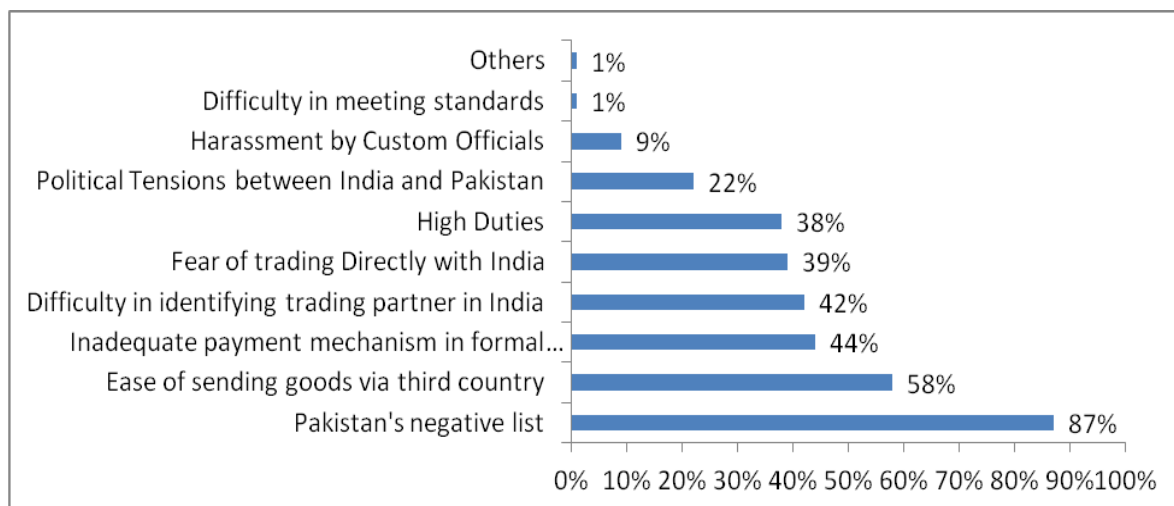 Others 1%
Difficulty in meeting standards 1%
Harassment by Custom Officials 9%
Political Tensions between India and Pakistan 22%
High Duties 38%
Fear of trading Directly with India 39%
Difficulty in identifying trading partner in India 42%
Inadequate payment mechanism in formal... 44%
Ease of sending goods via third country 58%
Pakistan's negative list 87%
0% 10% 20% 30% 40% 50% 60% 70% 80% 90% 100%